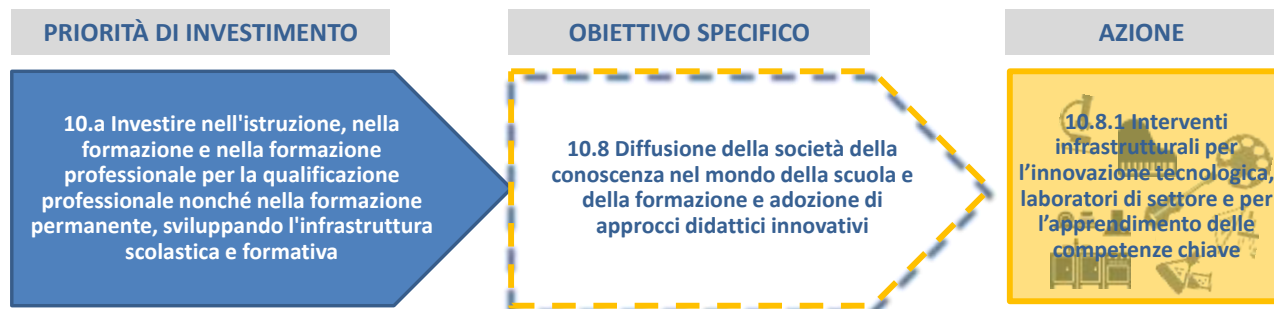 PRIORITÀ DI INVESTIMENTO
10.a Investire nell'istruzione, nella
formazione e nella formazione
professionale per la qualificazione
professionale nonché nella formazione
permanente, sviluppando l'infrastruttura
scolastica e formativa
OBIETTIVO SPECIFICO
10.8 Diffusione della società della
conoscenza nel mondo della scuola e
della formazione e adozione di
approcci didattici innovativi
AZIONE
10.8.1 Interventi
infrastrutturali per
l’innovazione tecnologica,
laboratori di settore e per
l’apprendimento delle
competenze chiave